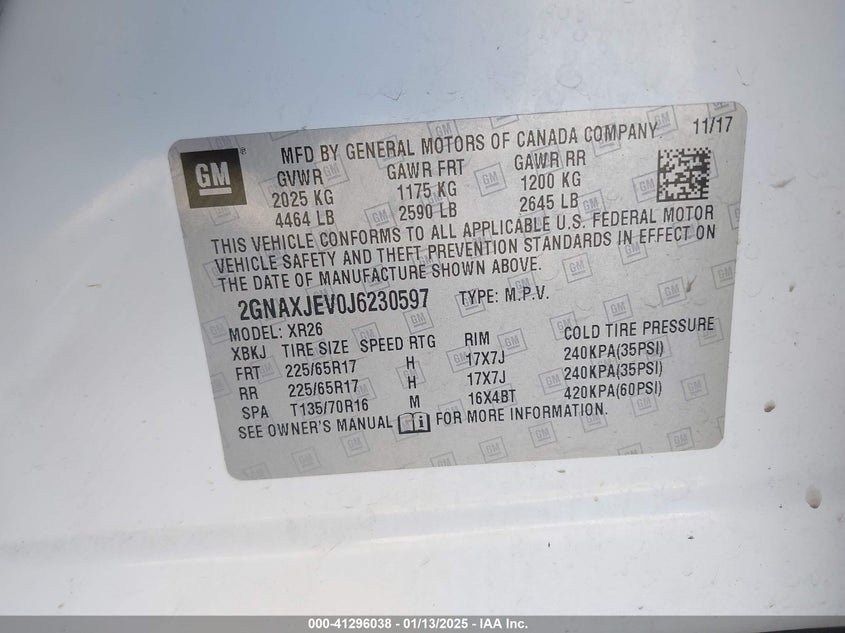 GM
®
MFD BY GENERAL MOTORS OF CANADA COMPANY 11/17
GVWR GAWR FRT GAWR RR
2025 KG 1175 KG 1200 KG
4464 LB 2590 LB 2645 LB
THIS VEHICLE CONFORMS TO ALL APPLICABLE U.S. FEDERAL MOTOR
VEHICLE SAFETY AND THEFT PREVENTION STANDARDS IN EFFECT ON
THE DATE OF MANUFACTURE SHOWN ABOVE.
2GNAXJEV0J6230597 TYPE: M.P.V.
MODEL: XR26
XBKJ TIRE SIZE SPEED RTG RIM COLD TIRE PRESSURE
FRT 225/65R17 H 17X7J 240KPA(35PSI)
RR 225/65R17 H 17X7J 240KPA(35PSI)
SPA T135/70R16 M 16X4BT 420KPA(60PSI)
SEE OWNER'S MANUAL i FOR MORE INFORMATION.
000-41296038 - 01/13/2025 - IAA Inc.